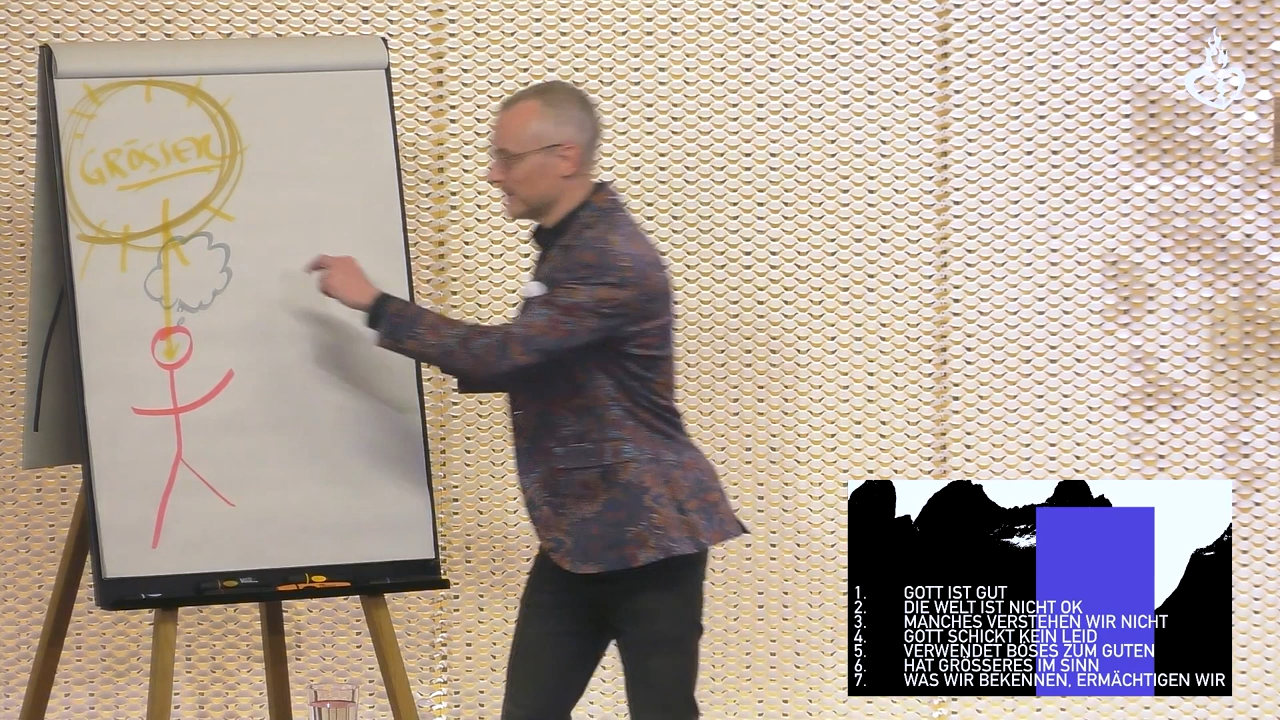 GRÖSSER
1. GOTT IST GUT
2. DIE WELT IST NICHT OK
3. MANCHES VERSTEHEN WIR NICHT
4. GOTT SCHICKT KEIN LEID
5. VERWENDET BÖSES ZUM GUTEN
6. HAT GRÖSSERES IM SINN
7. WAS WIR BEKENNEN, ERMÄCHTIGEN WIR